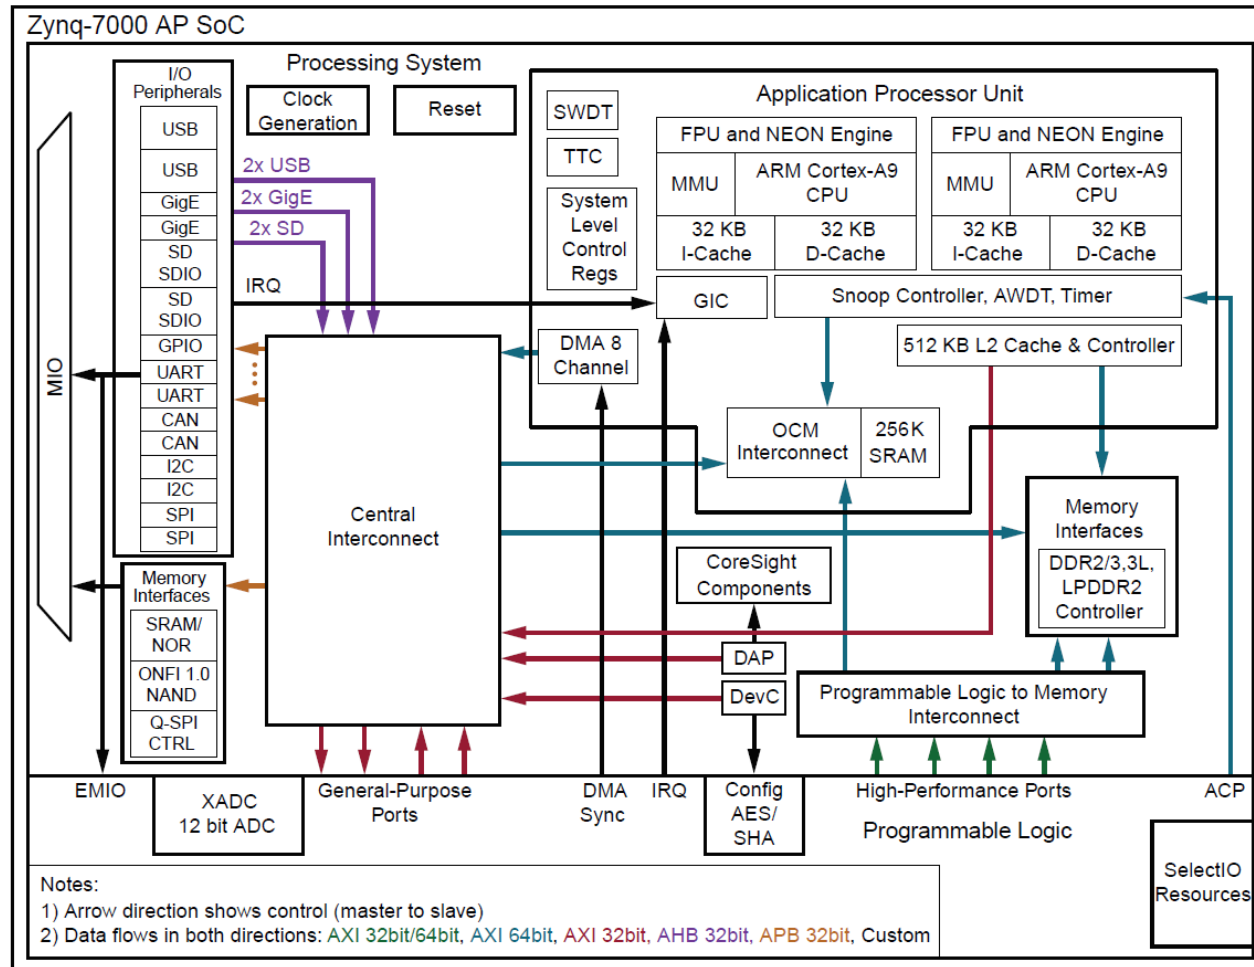 Zynq-7000 AP SoC
Processing System
I/O
Peripherals
USB
USB
GigE
GigE
SD
SDIO
SD
SDIO
GPIO
UART
UART
CAN
CAN
I2C
I2C
SPI
SPI
MIO
Memory
Interfaces
SRAM/
NOR
ONFI 1.0
NAND
Q-SPI
CTRL
Clock
Generation
Reset
2x USB
2x GigE
2x SD
IRQ
Central
Interconnect
Application Processor Unit
SWDT
TTC
System
Level
Control
Regs
FPU and NEON Engine
MMU
ARM Cortex-A9
CPU
32 KB
I-Cache
32 KB
D-Cache
FPU and NEON Engine
MMU
ARM Cortex-A9
CPU
32 KB
I-Cache
32 KB
D-Cache
GIC
Snoop Controller, AWDT, Timer
DMA 8
Channel
512 KB L2 Cache & Controller
OCM
Interconnect
256K
SRAM
Memory
Interfaces
DDR2/3,3L,
LPDDR2
Controller
CoreSight
Components
DAP
DevC
Programmable Logic to Memory
Interconnect
EMIO
XADC
12 bit ADC
General-Purpose
Ports
DMA
Sync
IRQ
Config
AES/
SHA
High-Performance Ports
ACP
Programmable Logic
SelectIO
Resources
Notes:
1) Arrow direction shows control (master to slave)
2) Data flows in both directions: AXI 32bit/64bit, AXI 64bit, AXI 32bit, AHB 32bit, APB 32bit, Custom